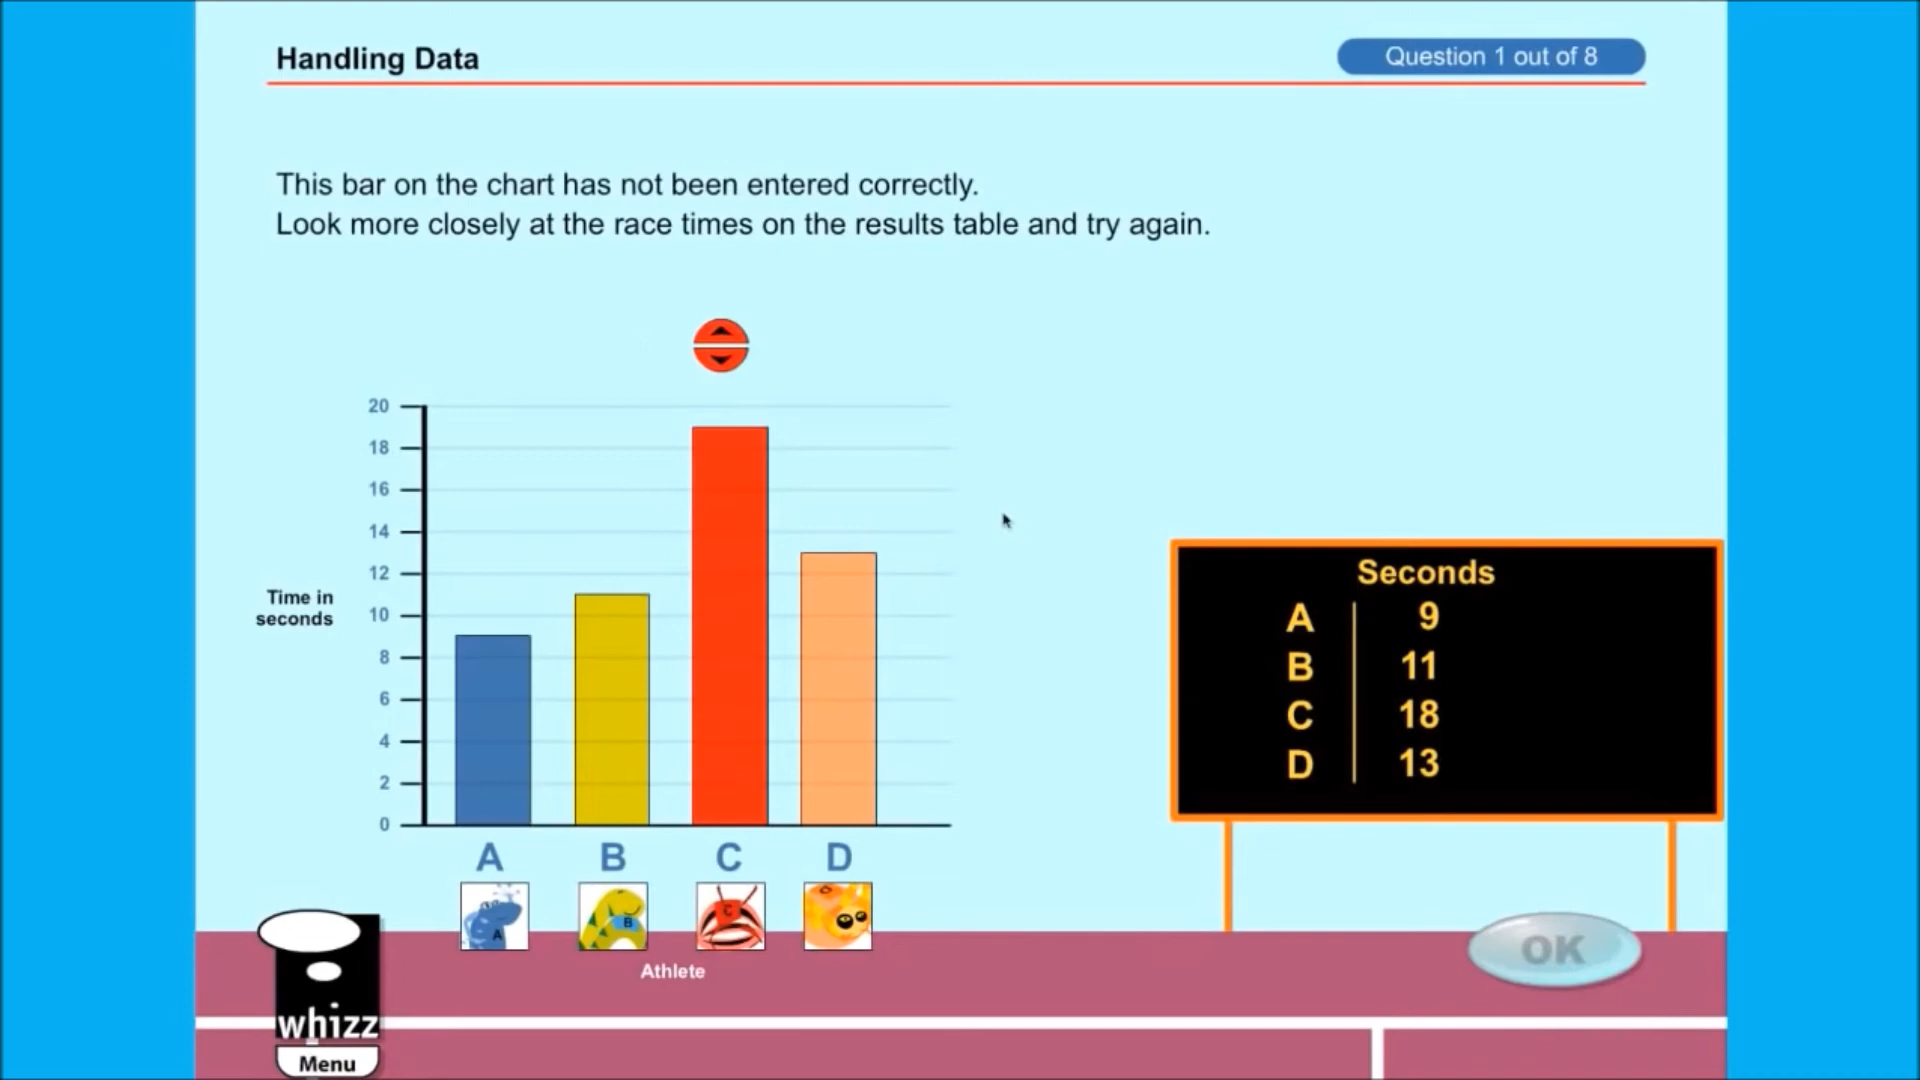 Handling Data
Question 1 out of 8
This bar on the chart has not been entered correctly.
Look more closely at the race times on the results table and try again.
20
18
16
14
12
10
8
6
4
2
0
Time in
seconds
A B C D
A B C
Athlete
Seconds
A 9
B 11
C 18
D 13
OK
whizz
Menu